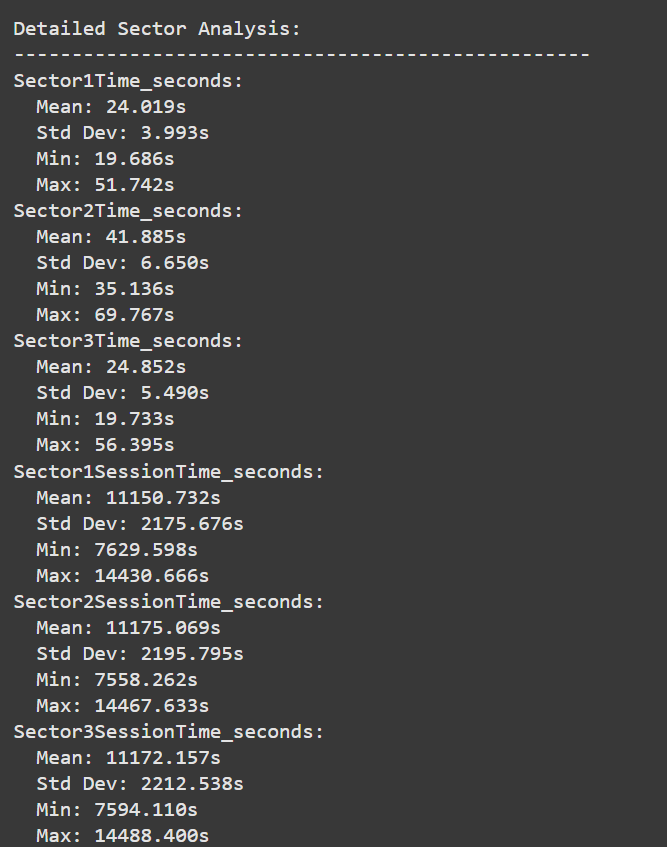 Detailed Sector Analysis:
--------------------------------------------------
Sector1Time_seconds:
  Mean: 24.019s
  Std Dev: 3.993s
  Min: 19.686s
  Max: 51.742s
Sector2Time_seconds:
  Mean: 41.885s
  Std Dev: 6.650s
  Min: 35.136s
  Max: 69.767s
Sector3Time_seconds:
  Mean: 24.852s
  Std Dev: 5.490s
  Min: 19.733s
  Max: 56.395s
Sector1SessionTime_seconds:
  Mean: 11150.732s
  Std Dev: 2175.676s
  Min: 7629.598s
  Max: 14430.666s
Sector2SessionTime_seconds:
  Mean: 11175.069s
  Std Dev: 2195.795s
  Min: 7558.262s
  Max: 14467.633s
Sector3SessionTime_seconds:
  Mean: 11172.157s
  Std Dev: 2212.538s
  Min: 7594.110s
  Max: 14488.400s